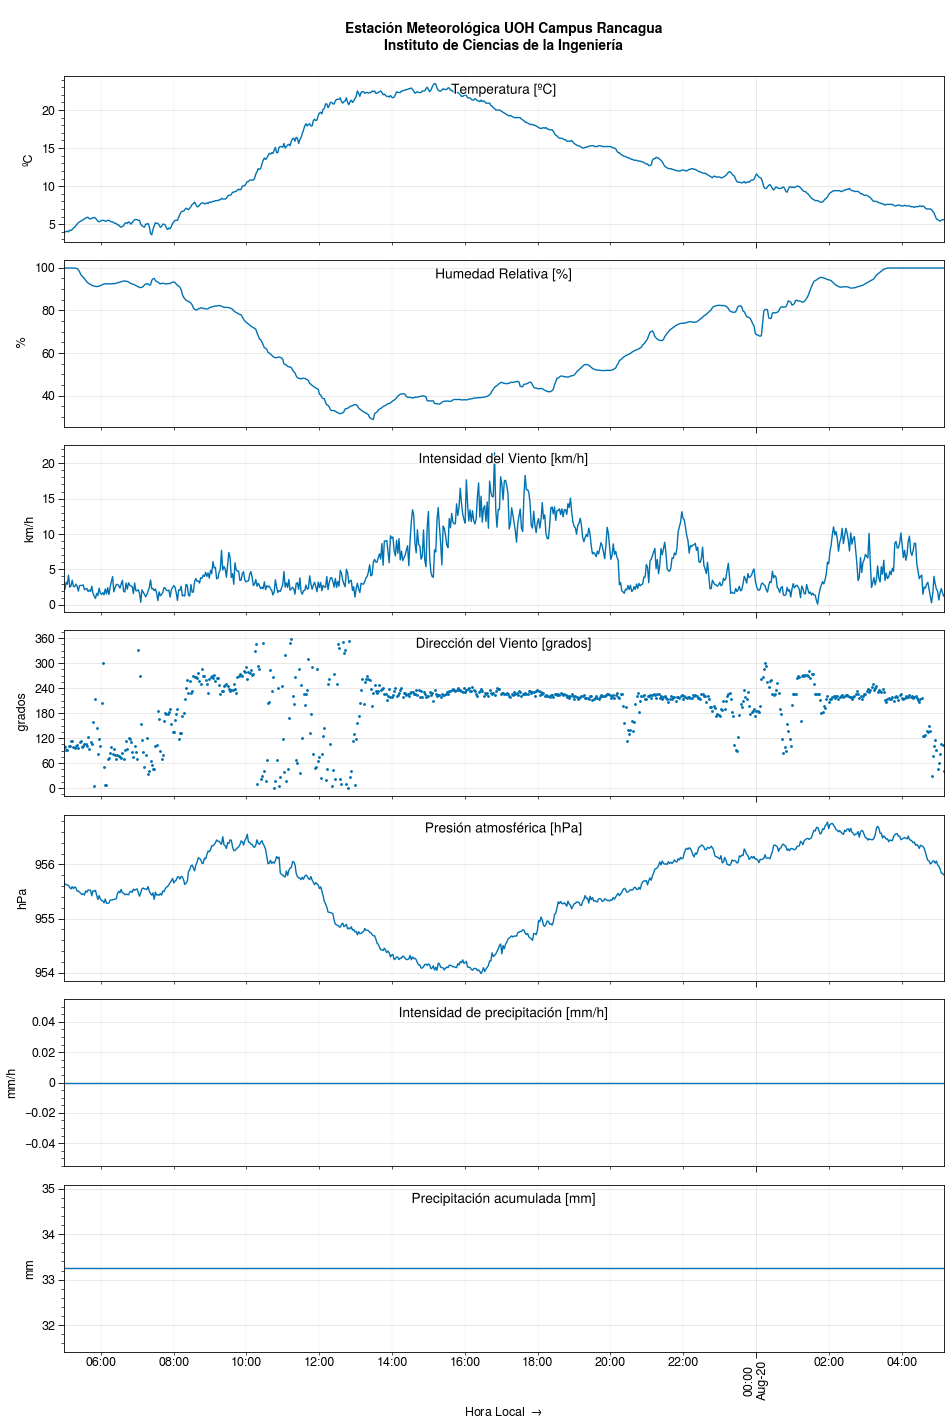 Estación Meteorológica UOH Campus Rancagua
Instituto de Ciencias de la Ingeniería
Temperatura [ºC]
ºC
20
15
10
5
Humedad Relativa [%]
%
100
80
60
40
Intensidad del Viento [km/h]
km/h
20
15
10
5
0
Dirección del Viento [grados]
grados
360
300
240
180
120
60
0
Presión atmosférica [hPa]
hPa
956
955
954
Intensidad de precipitación [mm/h]
mm/h
0.04
0.02
0
−0.02
−0.04
Precipitación acumulada [mm]
mm
35
34
33
32
06:00 08:00 10:00 12:00 14:00 16:00 18:00 20:00 22:00 00:00 02:00 04:00
Aug-20
Hora Local →